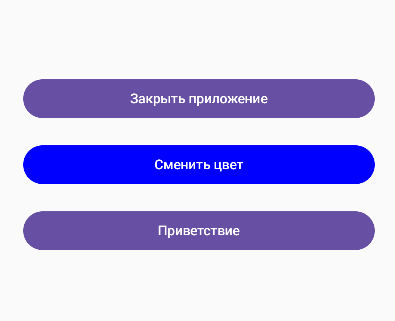 Закрыть приложение
Сменить цвет
Приветствие